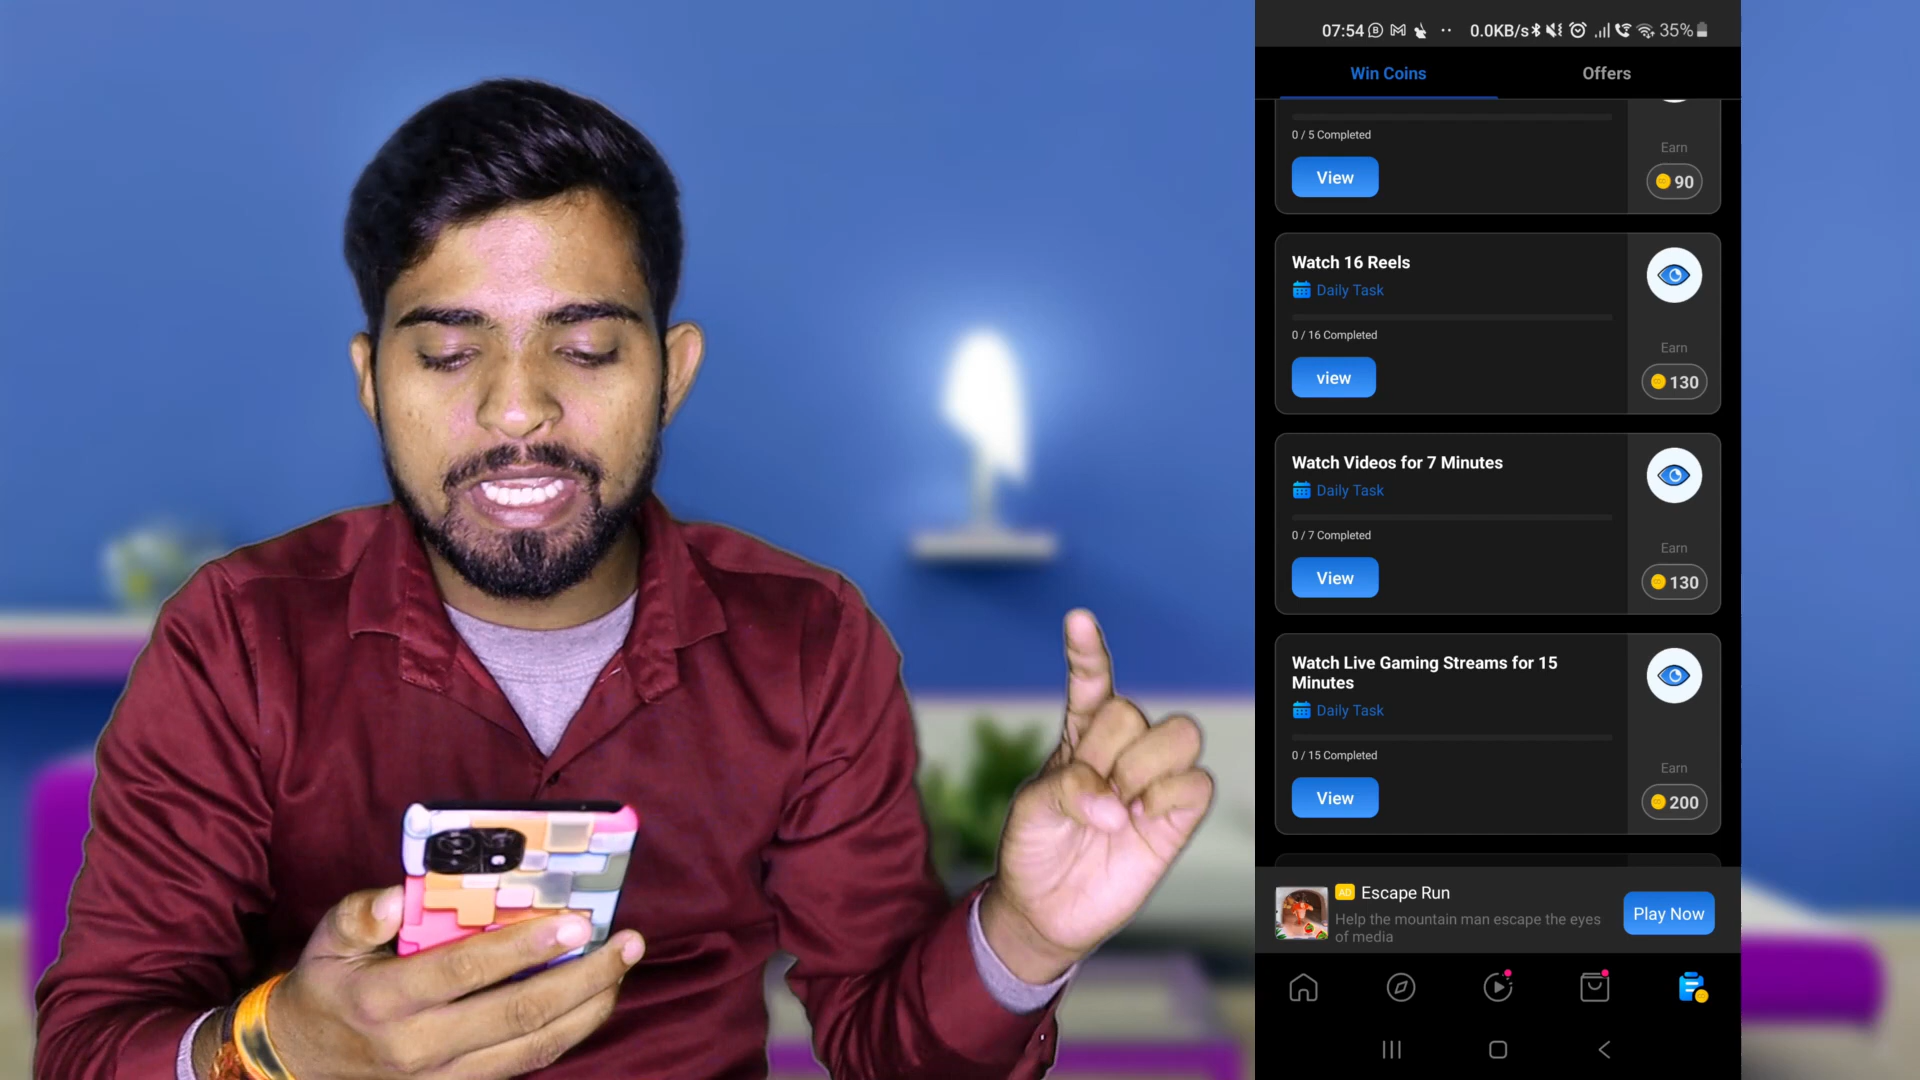 07:54
0.0KB/s
35%
Win Coins
Offers
0 / 5 Completed
Earn
View
90
Watch 16 Reels
Daily Task
0 / 16 Completed
Earn
view
130
Watch Videos for 7 Minutes
Daily Task
0 / 7 Completed
Earn
View
130
Watch Live Gaming Streams for 15
Minutes
Daily Task
0 / 15 Completed
Earn
View
200
AD Escape Run
Help the mountain man escape the eyes
of media
Play Now